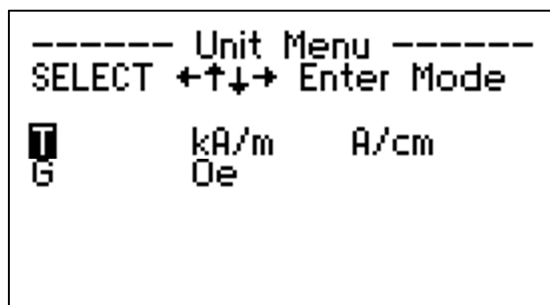 ------ Unit Menu ------
SELECT ←↑↓→ Enter Mode
T kA/m A/cm
G Oe